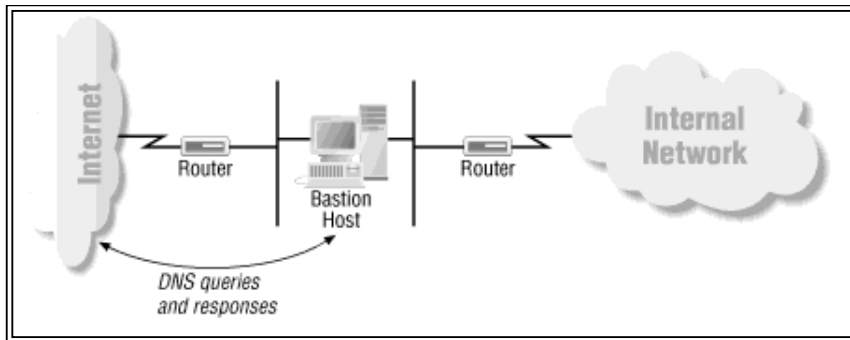 Internet
Router
Bastion
Host
Router
Internal
Network
DNS queries
and responses